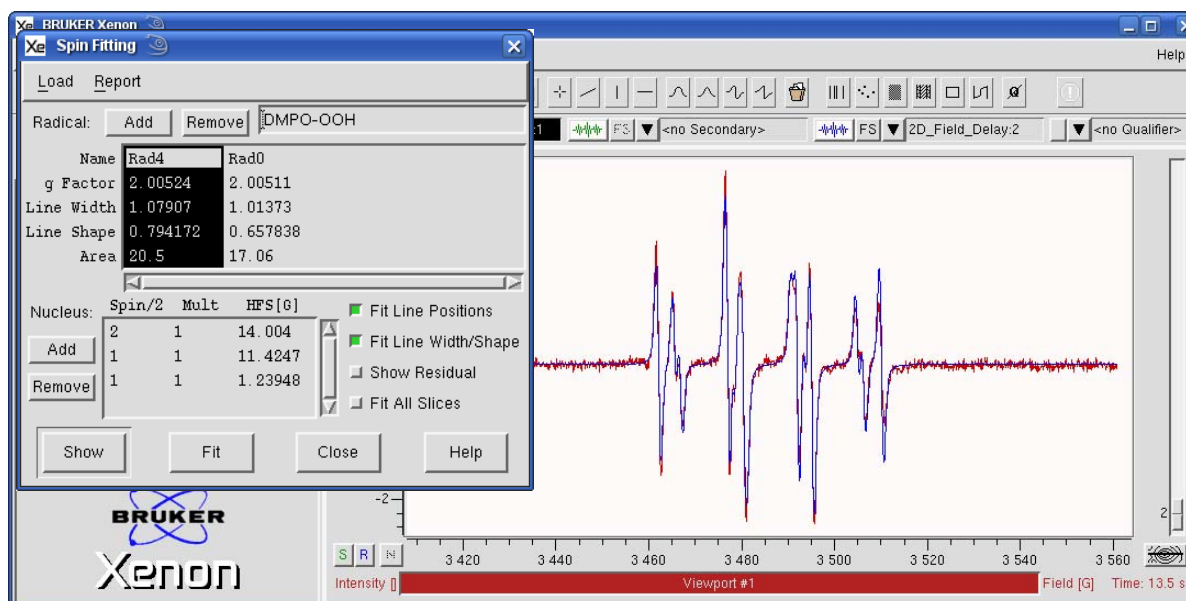 Xe BRUKER Xenon
Xe Spin Fitting
Help
Load Report
Radical: Add Remove DMPO-OOH
:1 FS <no Secondary> FS 2D_Field_Delay:2 <no Qualifier>
Name Rad4 Rad0
g Factor 2.00524 2.00511
Line Width 1.07907 1.01373
Line Shape 0.794172 0.657838
Area 20.5 17.06
Nucleus: Spin/2 Mult HFS[G]
Add
Remove
2 1 14.004
1 1 11.4247
1 1 1.23948
Fit Line Positions
Fit Line Width/Shape
Show Residual
Fit All Slices
Show Fit Close Help
-2
2
BRUKER
Xenon
S R N
3 420 3 440 3 460 3 480 3 500 3 520 3 540 3 560
Intensity [] Viewport #1 Field [G] Time: 13.5 s